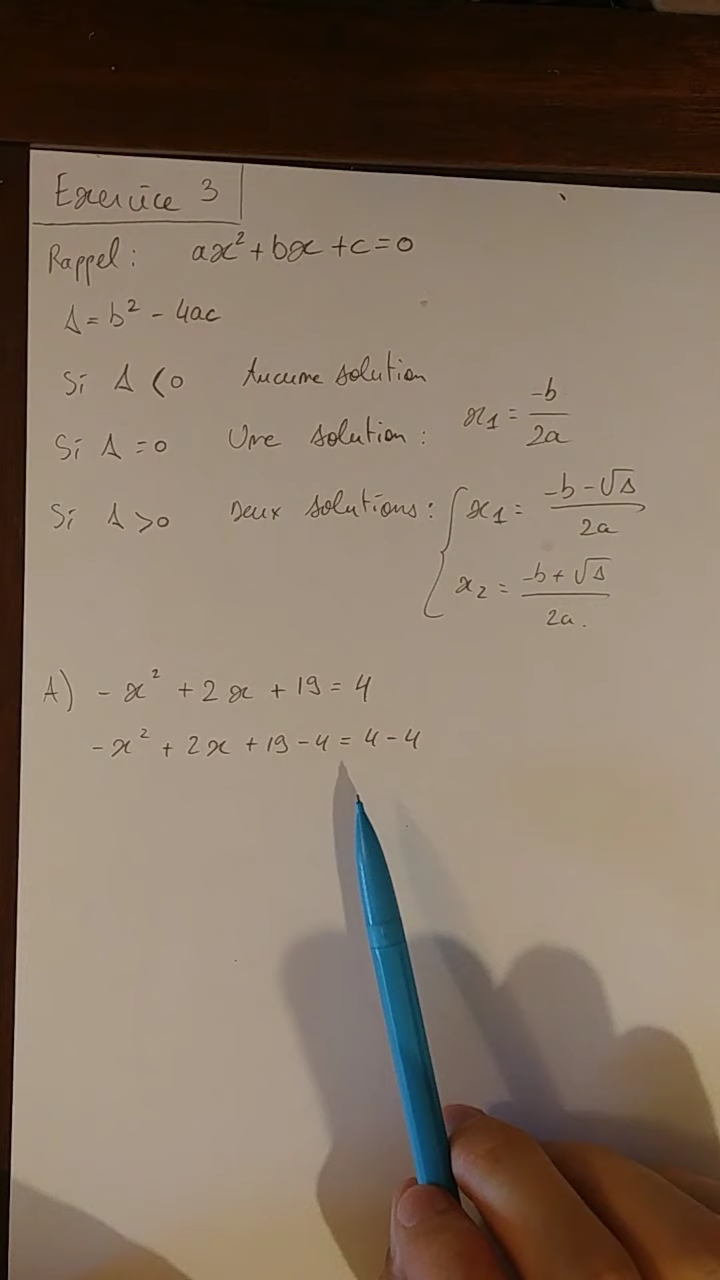 Exercice 3
Rappel : ax² + bx + c = 0
Δ = b² - 4ac
Si Δ < 0 Aucune solution
Si Δ = 0 Une solution : x₁ = -b / 2a
Si Δ > 0 Deux solutions : { x₁ = (-b - √Δ) / 2a
x₂ = (-b + √Δ) / 2a.
A) - x² + 2x + 19 = 4
- x² + 2x + 19 - 4 = 4 - 4